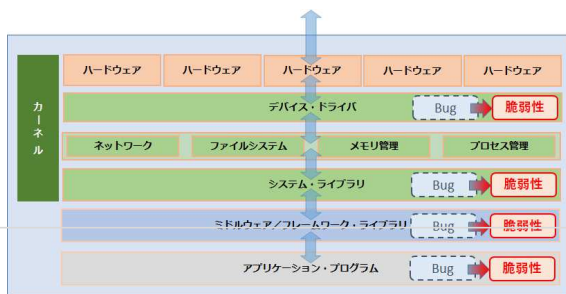 ハードウェア ハードウェア ハードウェア ハードウェア ハードウェア
カーネル
デバイス・ドライバ Bug 脆弱性
ネットワーク ファイルシステム メモリ管理 プロセス管理
システム・ライブラリ Bug 脆弱性
ミドルウェア/フレームワーク・ライブラリ Bug 脆弱性
アプリケーション・プログラム Bug 脆弱性